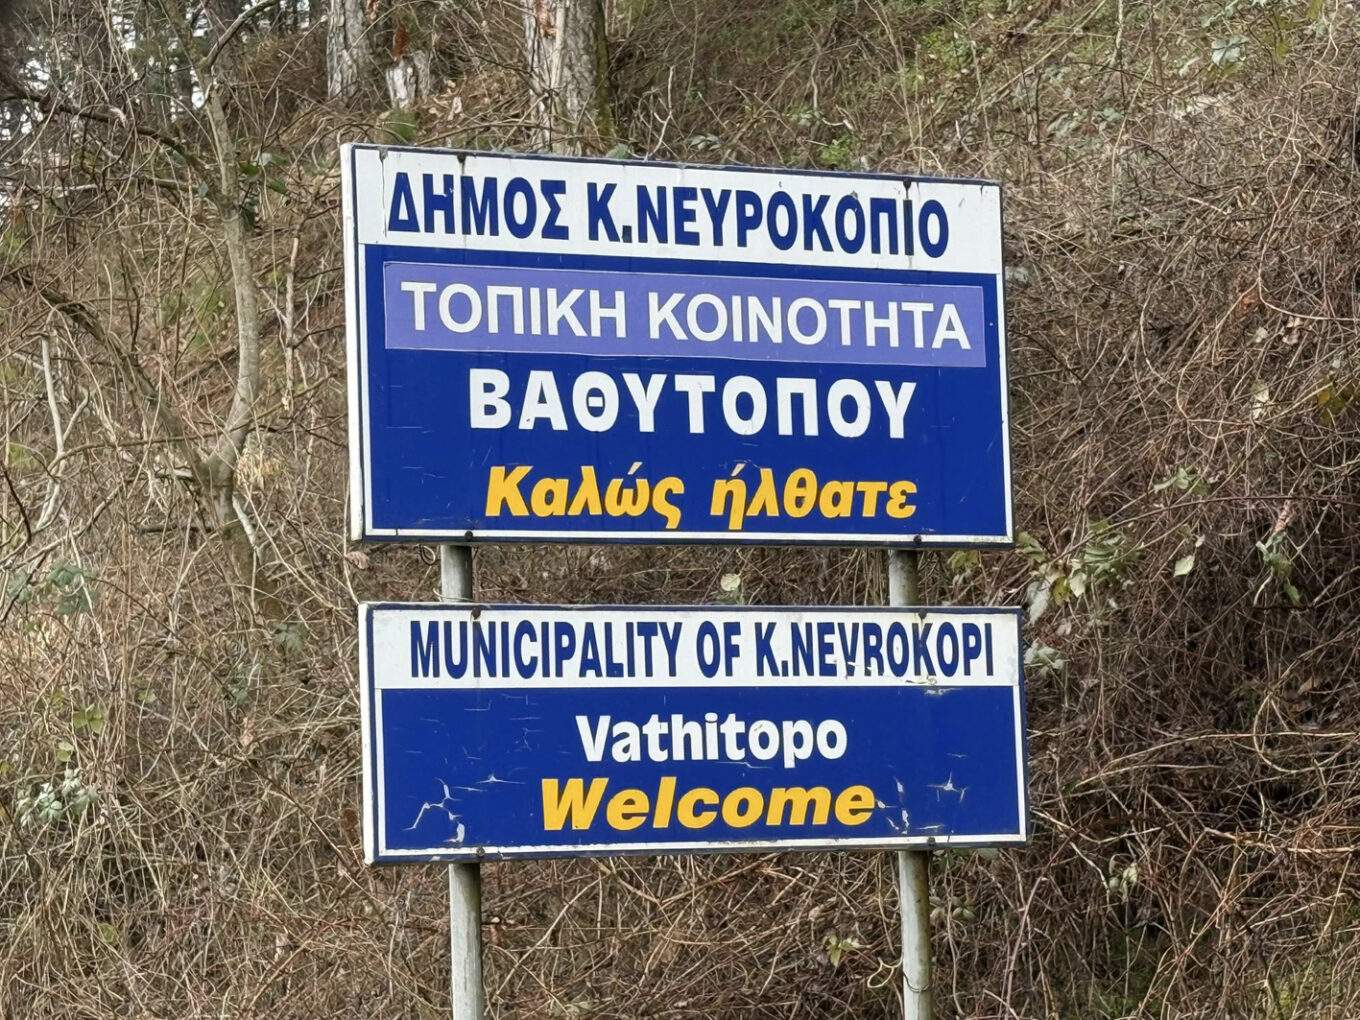 ΔΗΜΟΣ Κ.ΝΕΥΡΟΚΟΠΙΟ
ΤΟΠΙΚΗ ΚΟΙΝΟΤΗΤΑ
ΒΑΘΥΤΟΠΟΥ
Καλώς ήλθατε
MUNICIPALITY OF K.NEVROKOPI
Vathitopo
Welcome